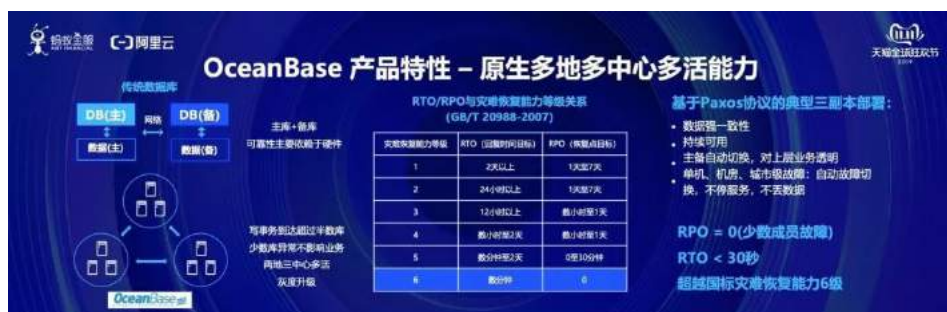 蚂蚁金服
ANT FINANCIAL
阿里云
天猫全球狂欢节
OceanBase 产品特性 – 原生多地多中心多活能力
传统数据库
DB(主)
网络
DB(备)
数据(主)
数据(备)
主库+备库
可靠性主要依赖于硬件
写事务到达超过半数库
少数库异常不影响业务
两地三中心多活
灰度升级
OceanBase
RTO/RPO与灾难恢复能力等级关系
(GB/T 20988-2007)
灾难恢复能力等级 RTO（回复时间目标） RPO（恢复点目标）
1 2天以上 1天至7天
2 24小时以上 1天至7天
3 12小时以上 数小时至1天
4 数小时至2天 数小时至1天
5 数分钟至2天 0至30分钟
6 数分钟 0
基于Paxos协议的典型三副本部署：
• 数据强一致性
• 持续可用
• 主备自动切换，对上层业务透明
• 单机、机房、城市级故障：自动故障切
换，不停服务，不丢数据
RPO = 0(少数成员故障)
RTO < 30秒
超越国标灾难恢复能力6级